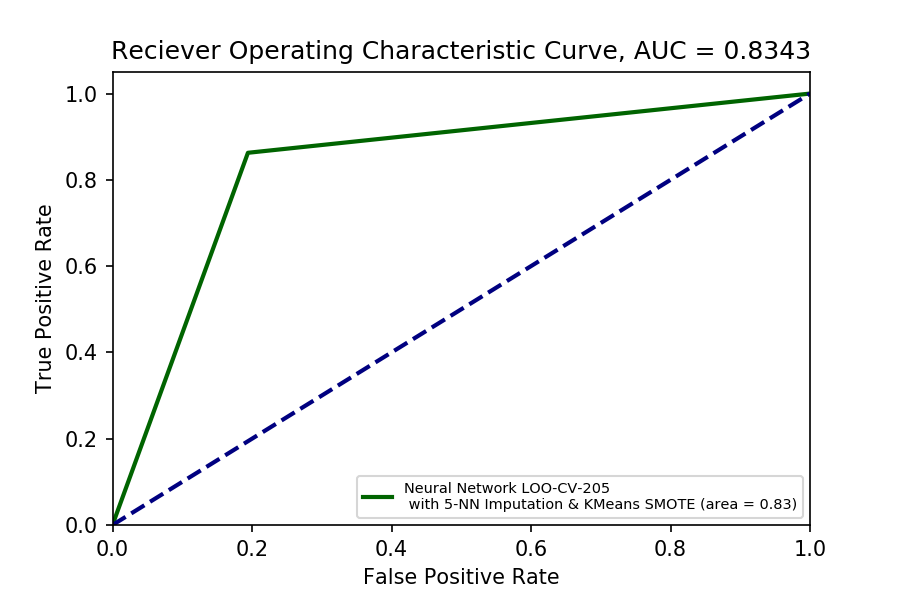 Reciever Operating Characteristic Curve, AUC = 0.8343
1.0
0.8
0.6
0.4
0.2
0.0
True Positive Rate
Neural Network LOO-CV-205
with 5-NN Imputation & KMeans SMOTE (area = 0.83)
0.0 0.2 0.4 0.6 0.8 1.0
False Positive Rate